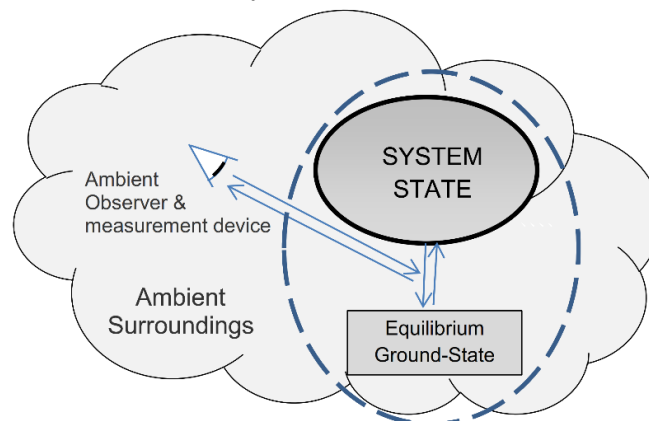 SYSTEM
STATE
Ambient
Observer &
measurement device
Ambient
Surroundings
Equilibrium
Ground-State